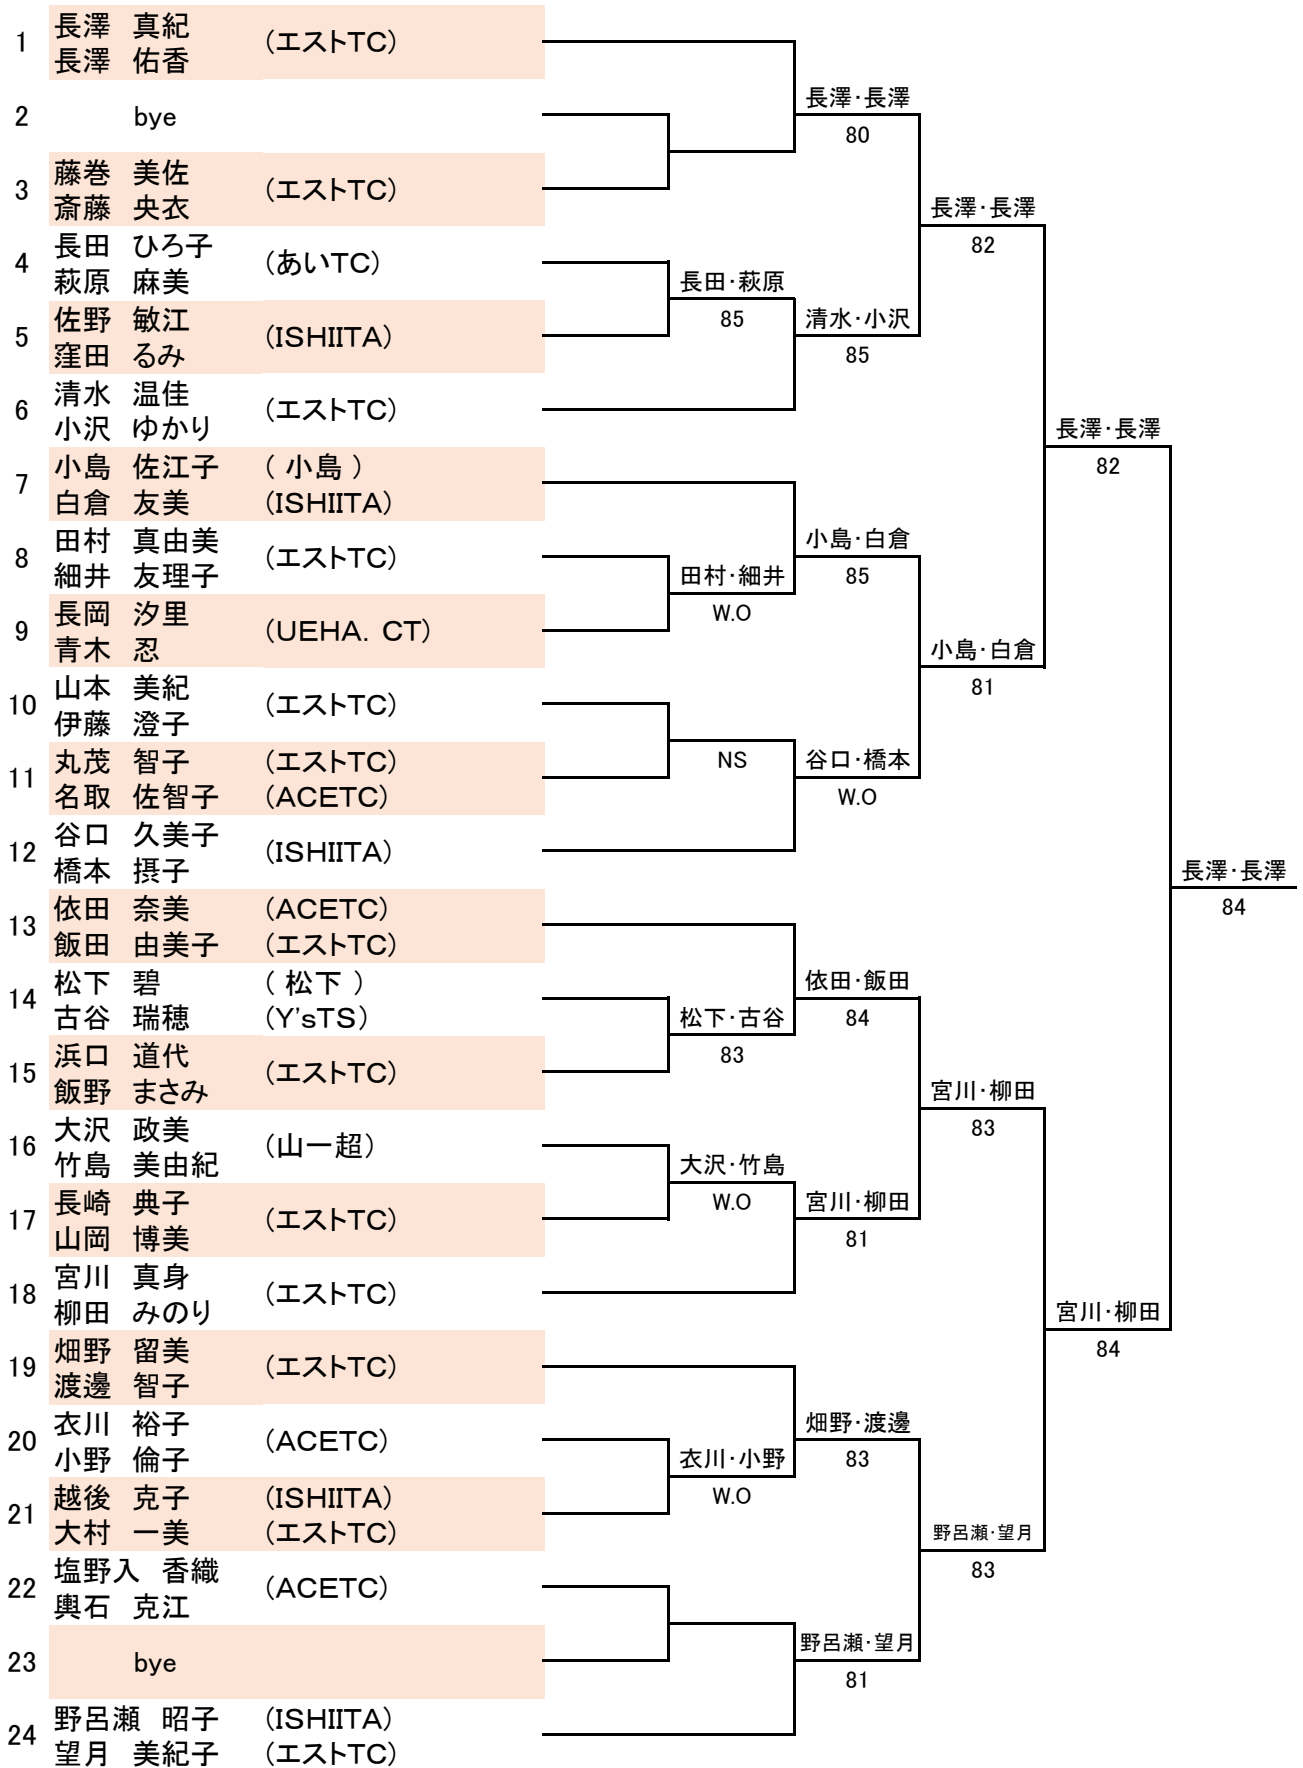 1 長澤 真紀 (エストTC)
長澤 佑香
2 bye
3 藤巻 美佐 (エストTC)
斎藤 央衣
4 長田 ひろ子 (あいTC)
萩原 麻美
5 佐野 敏江 (ISHIITA)
窪田 るみ
6 清水 温佳 (エストTC)
小沢 ゆかり
7 小島 佐江子 ( 小島 )
白倉 友美 (ISHIITA)
8 田村 真由美 (エストTC)
細井 友理子
9 長岡 汐里 (UEHA. CT)
青木 忍
10 山本 美紀 (エストTC)
伊藤 澄子
11 丸茂 智子 (エストTC)
名取 佐智子 (ACETC)
12 谷口 久美子 (ISHIITA)
橋本 摂子
13 依田 奈美 (ACETC)
飯田 由美子 (エストTC)
14 松下 碧 ( 松下 )
古谷 瑞穂 (Y'sTS)
15 浜口 道代 (エストTC)
飯野 まさみ
16 大沢 政美 (山一超)
竹島 美由紀
17 長崎 典子 (エストTC)
山岡 博美
18 宮川 真身 (エストTC)
柳田 みのり
19 畑野 留美 (エストTC)
渡邊 智子
20 衣川 裕子 (ACETC)
小野 倫子
21 越後 克子 (ISHIITA)
大村 一美 (エストTC)
22 塩野入 香織 (ACETC)
輿石 克江
23 bye
24 野呂瀬 昭子 (ISHIITA)
望月 美紀子 (エストTC)
長田・萩原
85
田村・細井
W.O
NS
松下・古谷
83
大沢・竹島
W.O
衣川・小野
W.O
長澤・長澤
80
清水・小沢
85
小島・白倉
85
谷口・橋本
W.O
依田・飯田
84
宮川・柳田
81
畑野・渡邊
83
野呂瀬・望月
81
長澤・長澤
82
小島・白倉
81
宮川・柳田
83
野呂瀬・望月
83
長澤・長澤
82
宮川・柳田
84
長澤・長澤
84